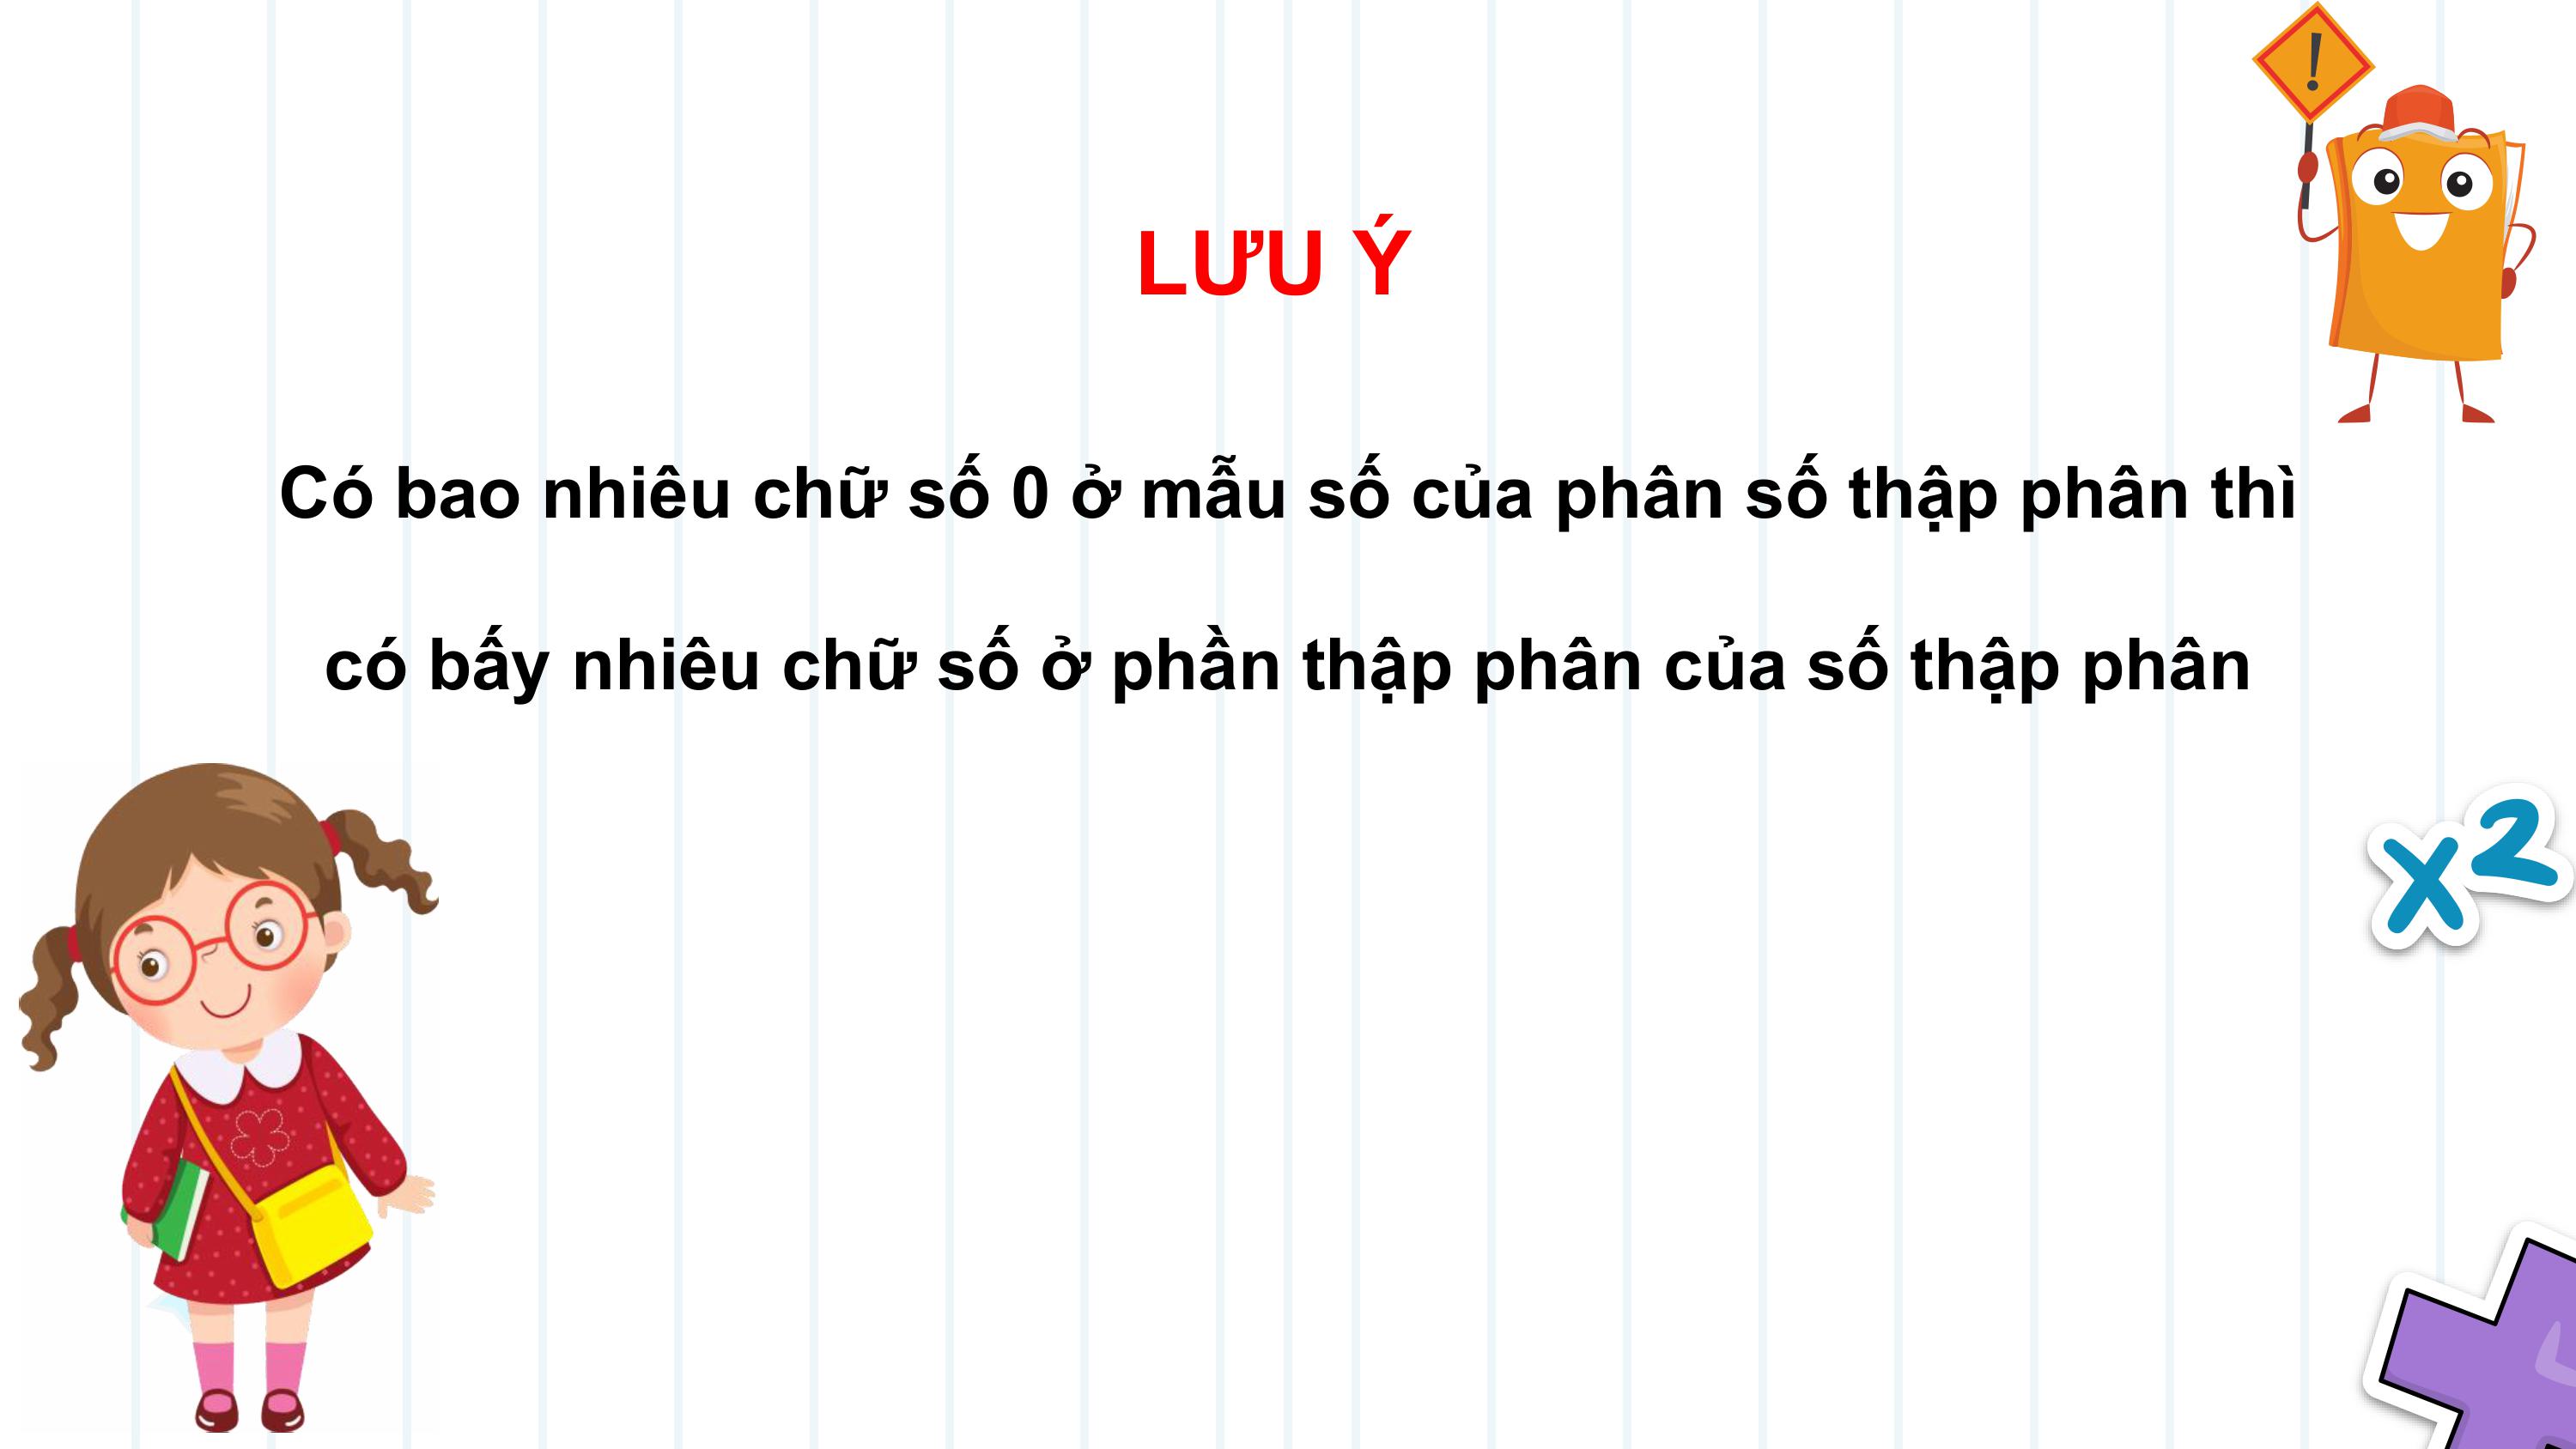 !
LƯU Ý
Có bao nhiêu chữ số 0 ở mẫu số của phân số thập phân thì
có bấy nhiêu chữ số ở phần thập phân của số thập phân
x²